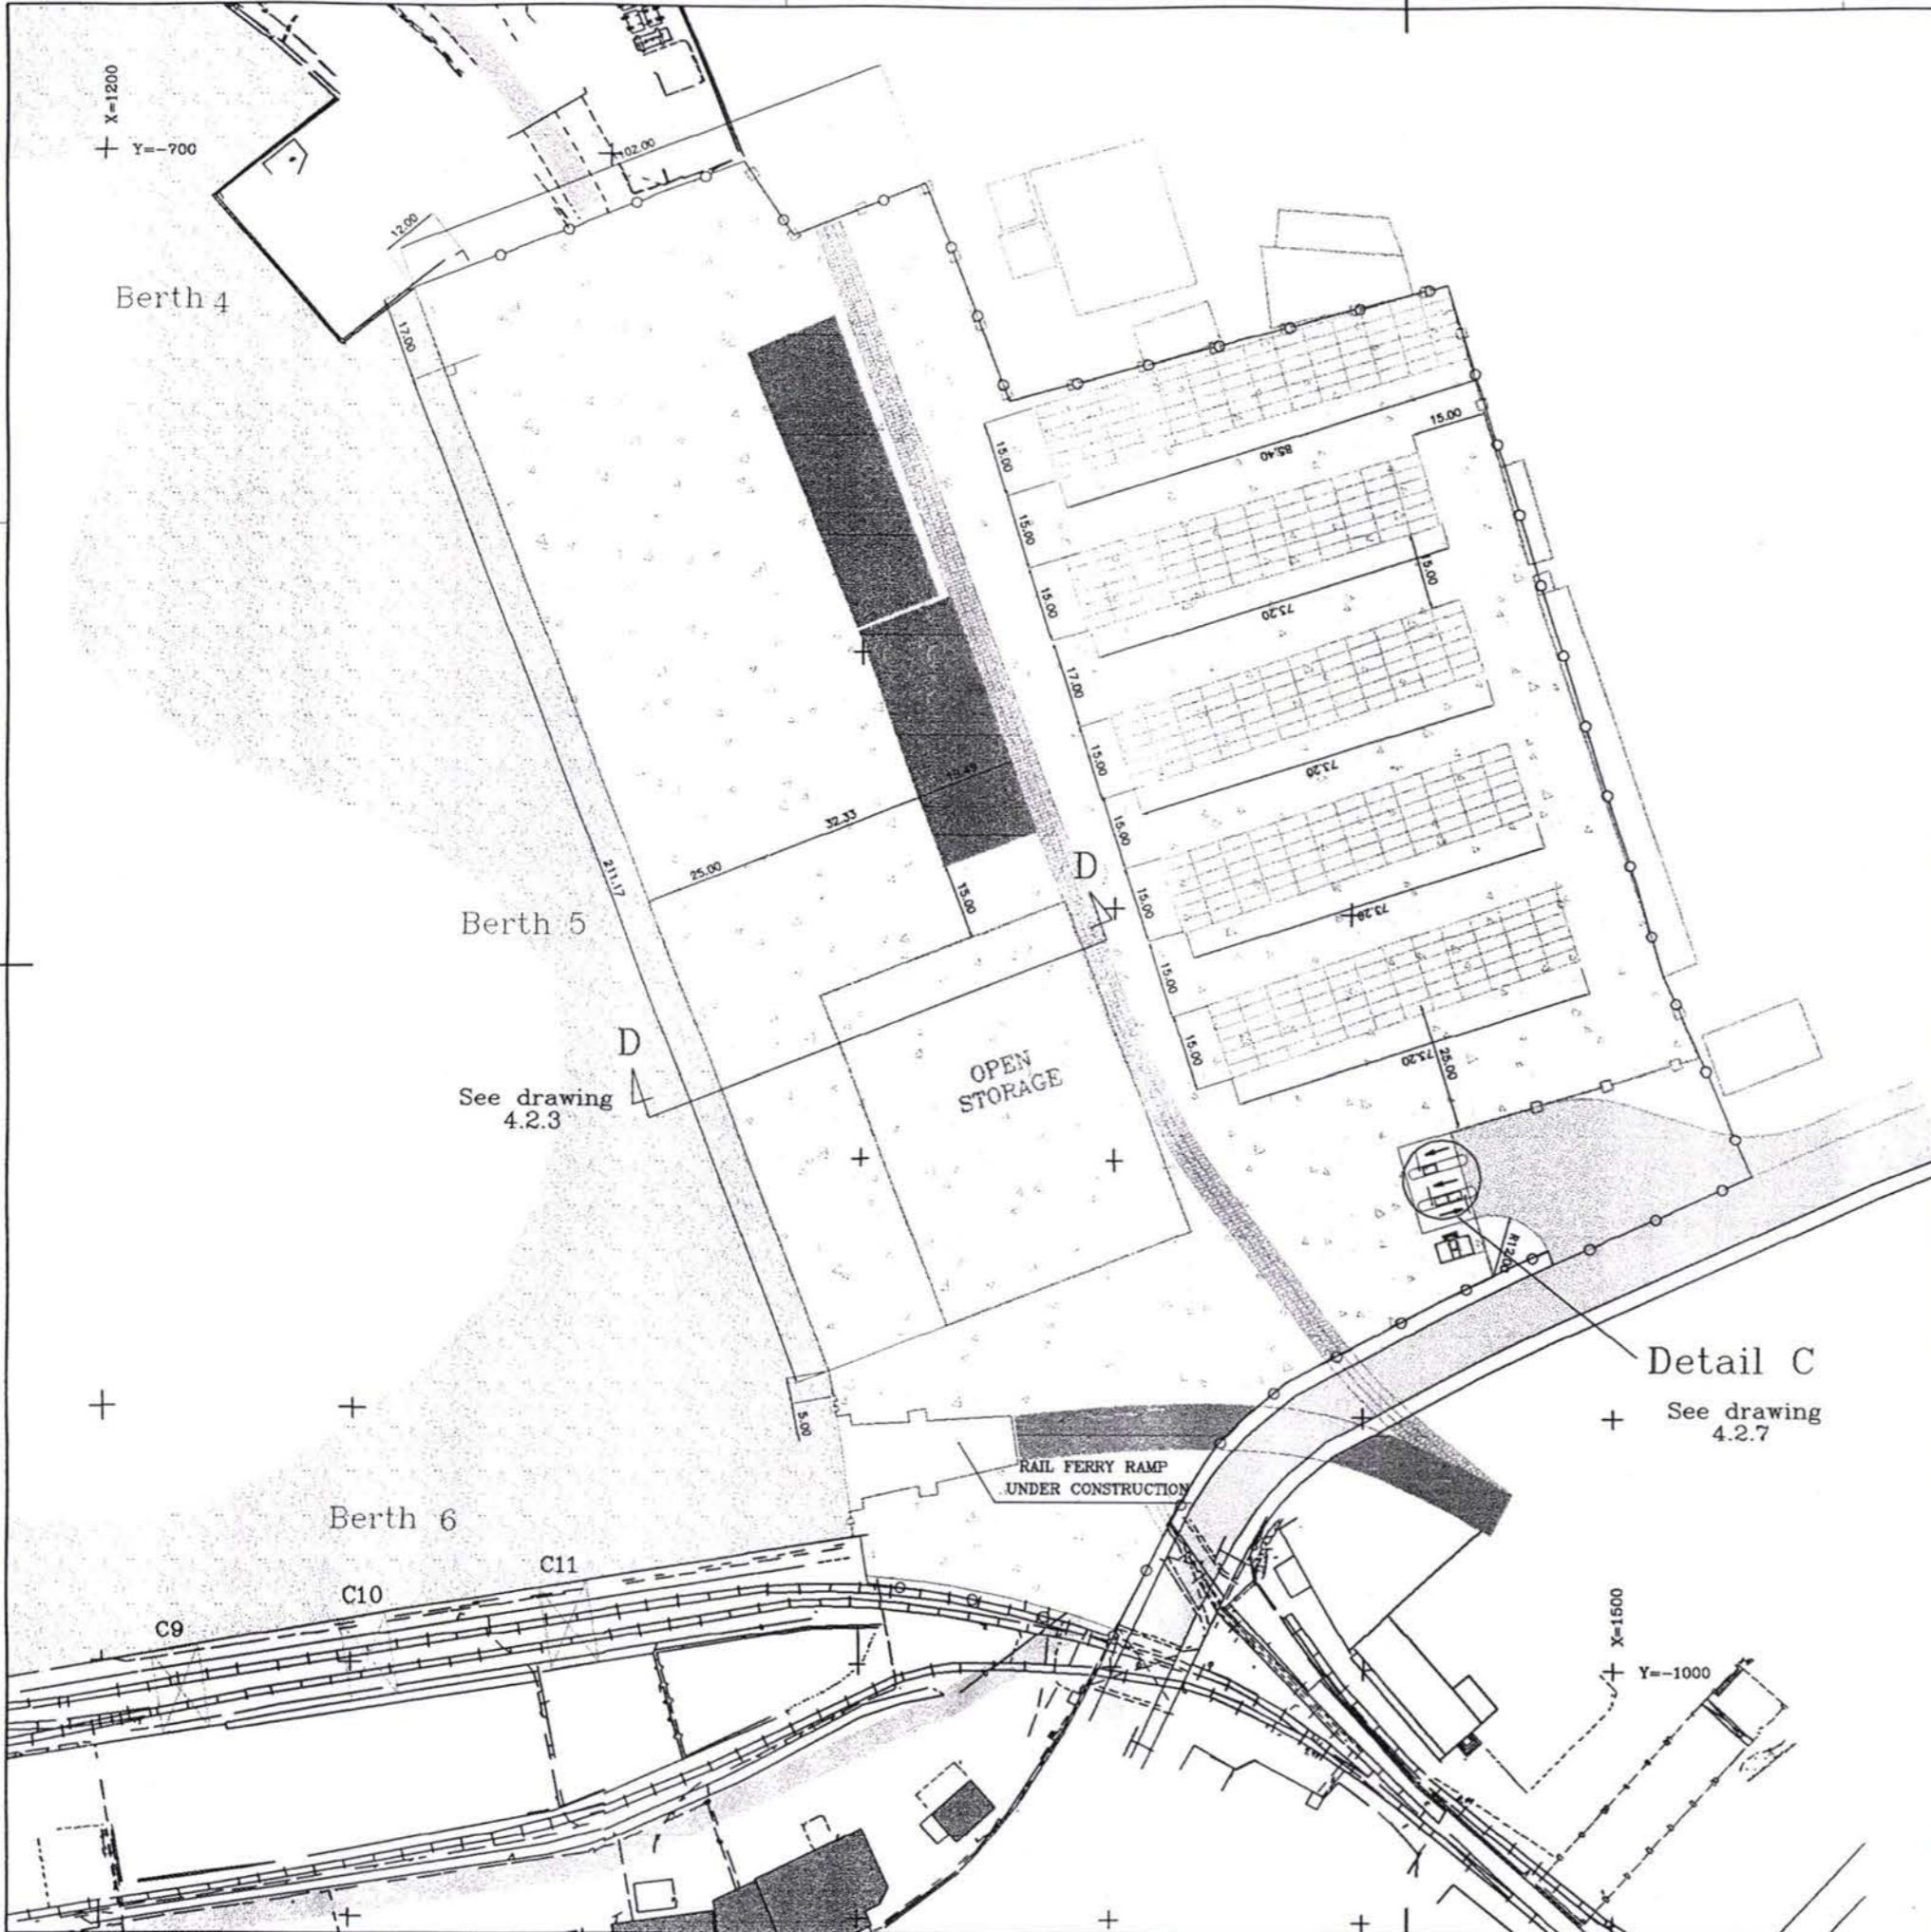 X=1200
Y=-700
102.00
12.00
Berth 4
17.00
15.00
15.00
85.40
15.00
15.00
15.00
73.20
17.00
73.20
15.00
32.33
25.00
211.17
15.00
15.00
D
15.00
73.20
Berth 5
15.00
D
See drawing
4.2.3
OPEN
STORAGE
15.00
73.20
25.00
R12.00
Detail C
See drawing
4.2.7
5.00
RAIL FERRY RAMP
UNDER CONSTRUCTION
Berth 6
C11
C10
C9
X=1500
Y=-1000